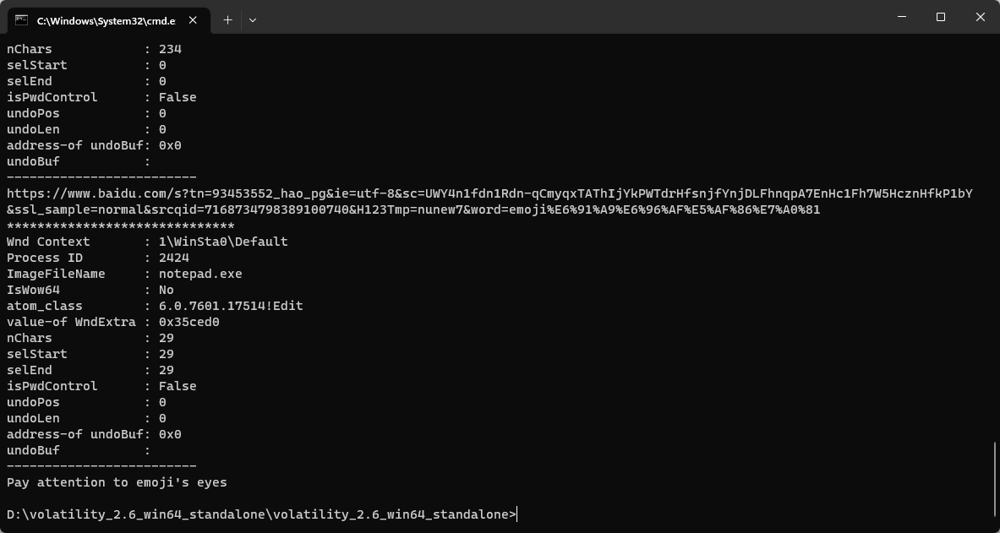 C:\Windows\System32\cmd.e
nChars            : 234
selStart          : 0
selEnd            : 0
isPwdControl      : False
undoPos           : 0
undoLen           : 0
address-of undoBuf: 0x0
undoBuf           :
-------------------------
https://www.baidu.com/s?tn=93453552_hao_pg&ie=utf-8&sc=UWY4n1fdn1Rdn-qCmyqxTAThIjYkPWTdrHfsnjfYnjDLFhnqpA7EnHc1Fh7W5HcznHfkP1bY
&ssl_sample=normal&srcqid=7168734798389100740&H123Tmp=nunew7&word=emoji%E6%91%A9%E6%96%AF%E5%AF%86%E7%A0%81
******************************
Wnd Context       : 1\WinSta0\Default
Process ID        : 2424
ImageFileName     : notepad.exe
IsWow64           : No
atom_class        : 6.0.7601.17514!Edit
value-of WndExtra : 0x35ced0
nChars            : 29
selStart          : 29
selEnd            : 29
isPwdControl      : False
undoPos           : 0
undoLen           : 0
address-of undoBuf: 0x0
undoBuf           :
-------------------------
Pay attention to emoji's eyes
D:\volatility_2.6_win64_standalone\volatility_2.6_win64_standalone>